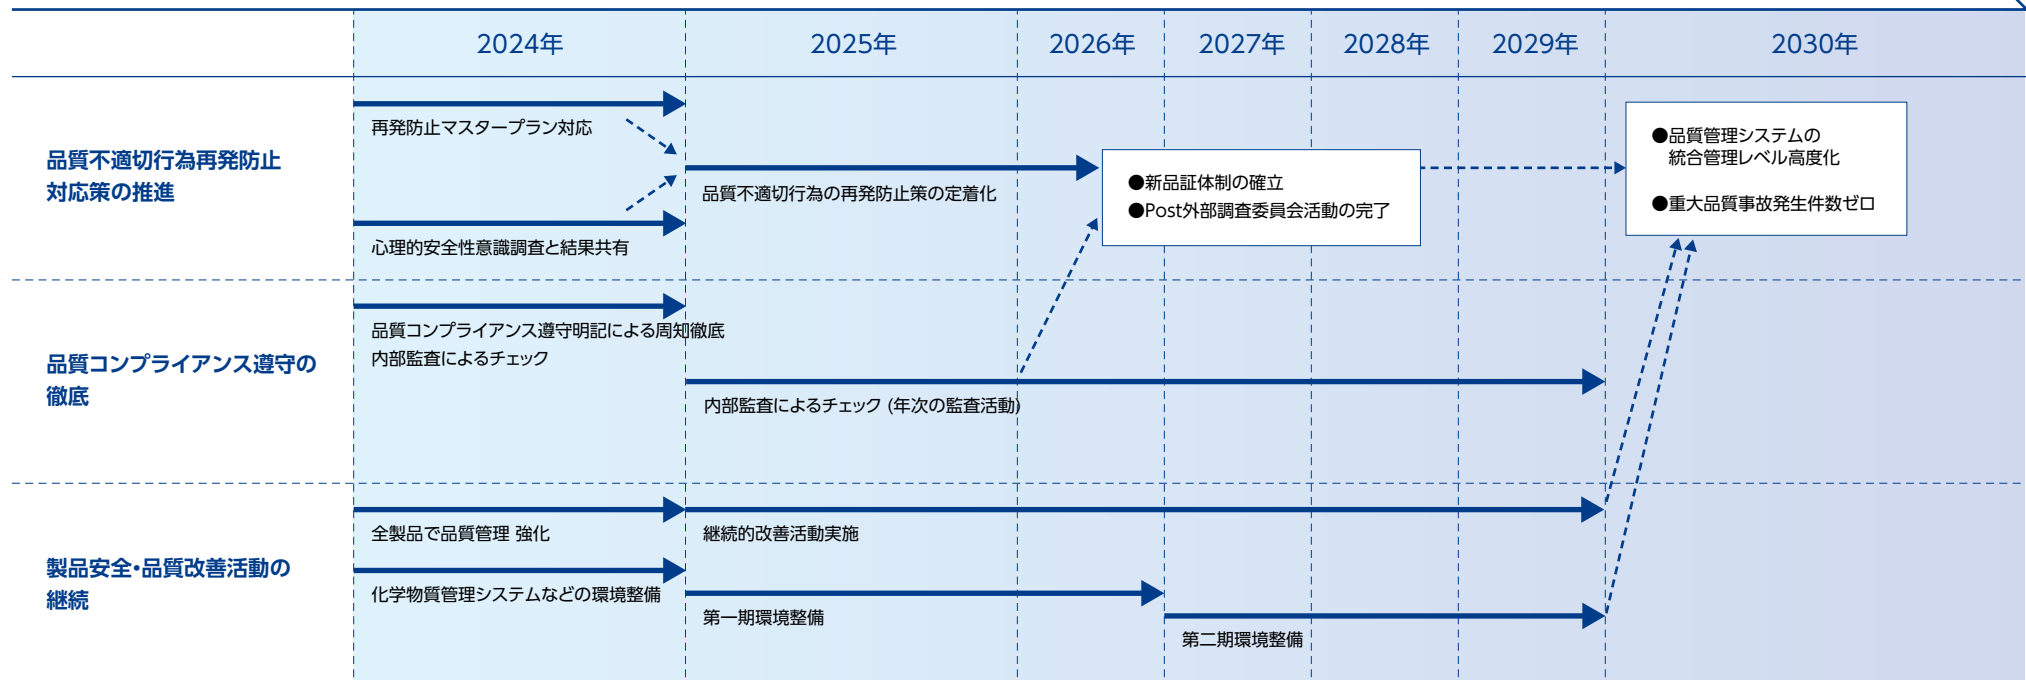 2024年
2025年
2026年
2027年
2028年
2029年
2030年
品質不適切行為再発防止
対応策の推進
再発防止マスタープラン対応
心理的安全性意識調査と結果共有
品質不適切行為の再発防止策の定着化
●新品証体制の確立
●Post外部調査委員会活動の完了
●品質管理システムの
統合管理レベル高度化
●重大品質事故発生件数ゼロ
品質コンプライアンス遵守の
徹底
品質コンプライアンス遵守明記による周知徹底
内部監査によるチェック
内部監査によるチェック (年次の監査活動)
製品安全・品質改善活動の
継続
全製品で品質管理 強化
継続的改善活動実施
化学物質管理システムなどの環境整備
第一期環境整備
第二期環境整備